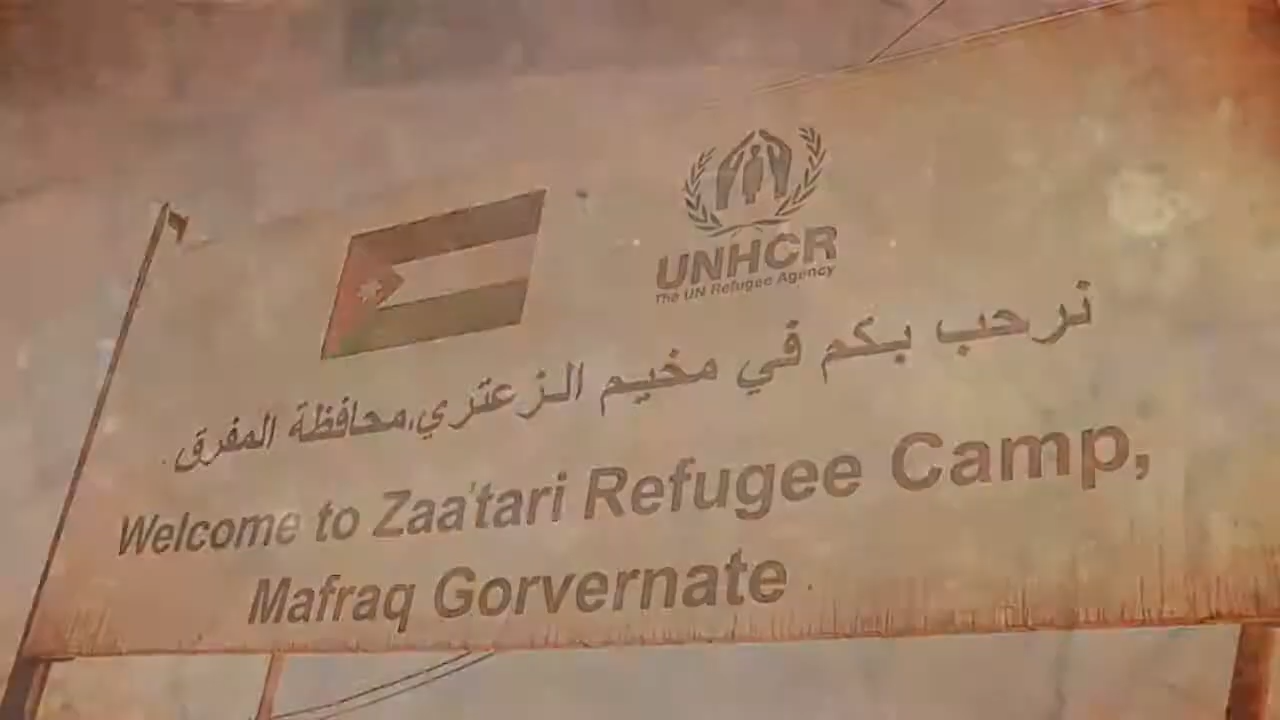 UNHCR
The UN Refugee Agency
نرحب بكم في مخيم الزعتري،محافظة المفرق.
Welcome to Zaa'tari Refugee Camp,
Mafraq Gorvernate.